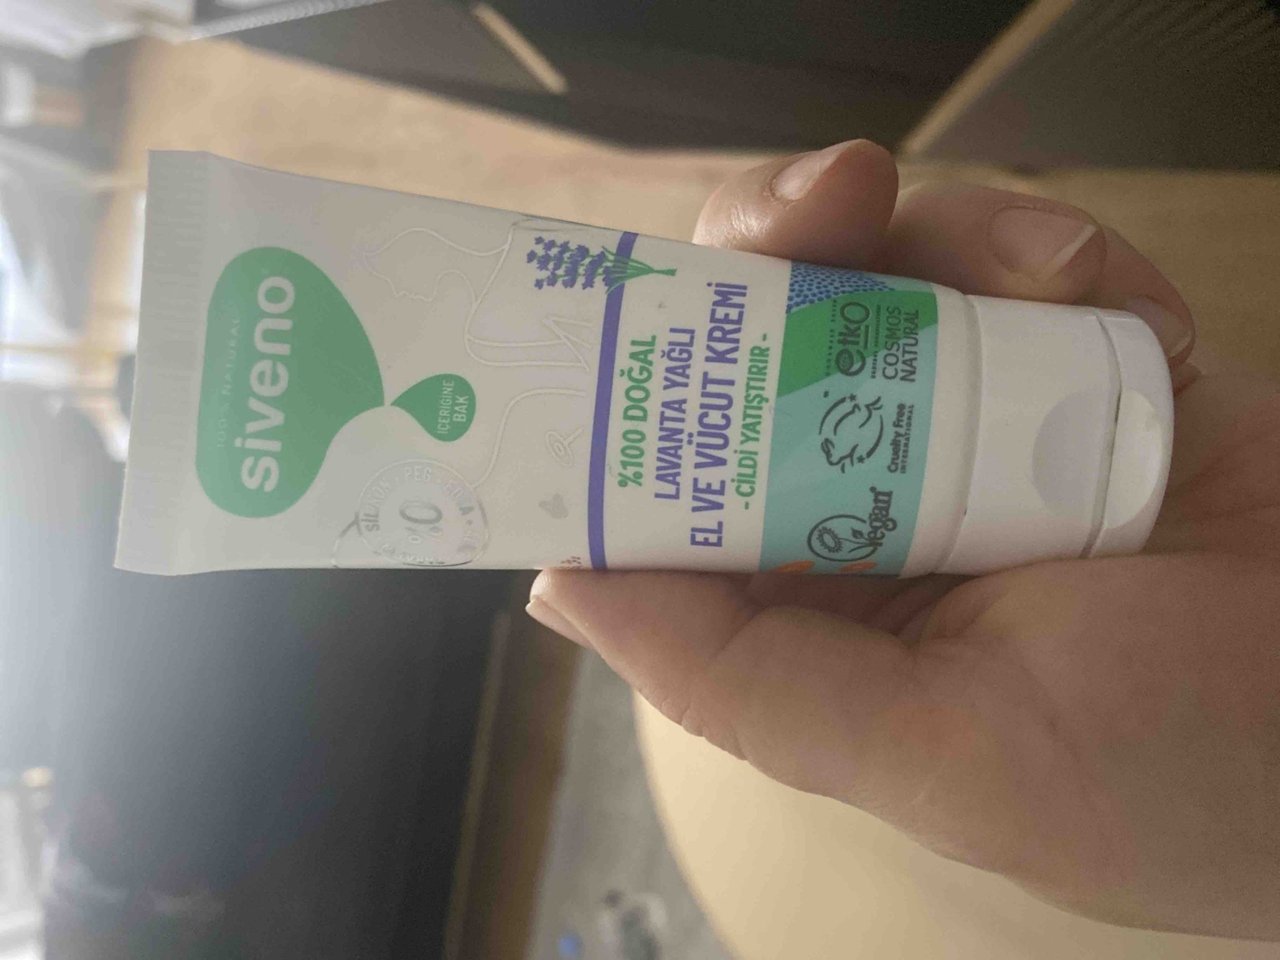 100% NATURAL
siveno
İÇERİĞİNE
BAK
%0
%100 DOĞAL
LAVANTA YAĞLI
EL VE VÜCUT KREMİ
- CİLDİ YATIŞTIRIR -
Vegan
Cruelty Free
INTERNATIONAL
etkO
COSMOS
NATURAL